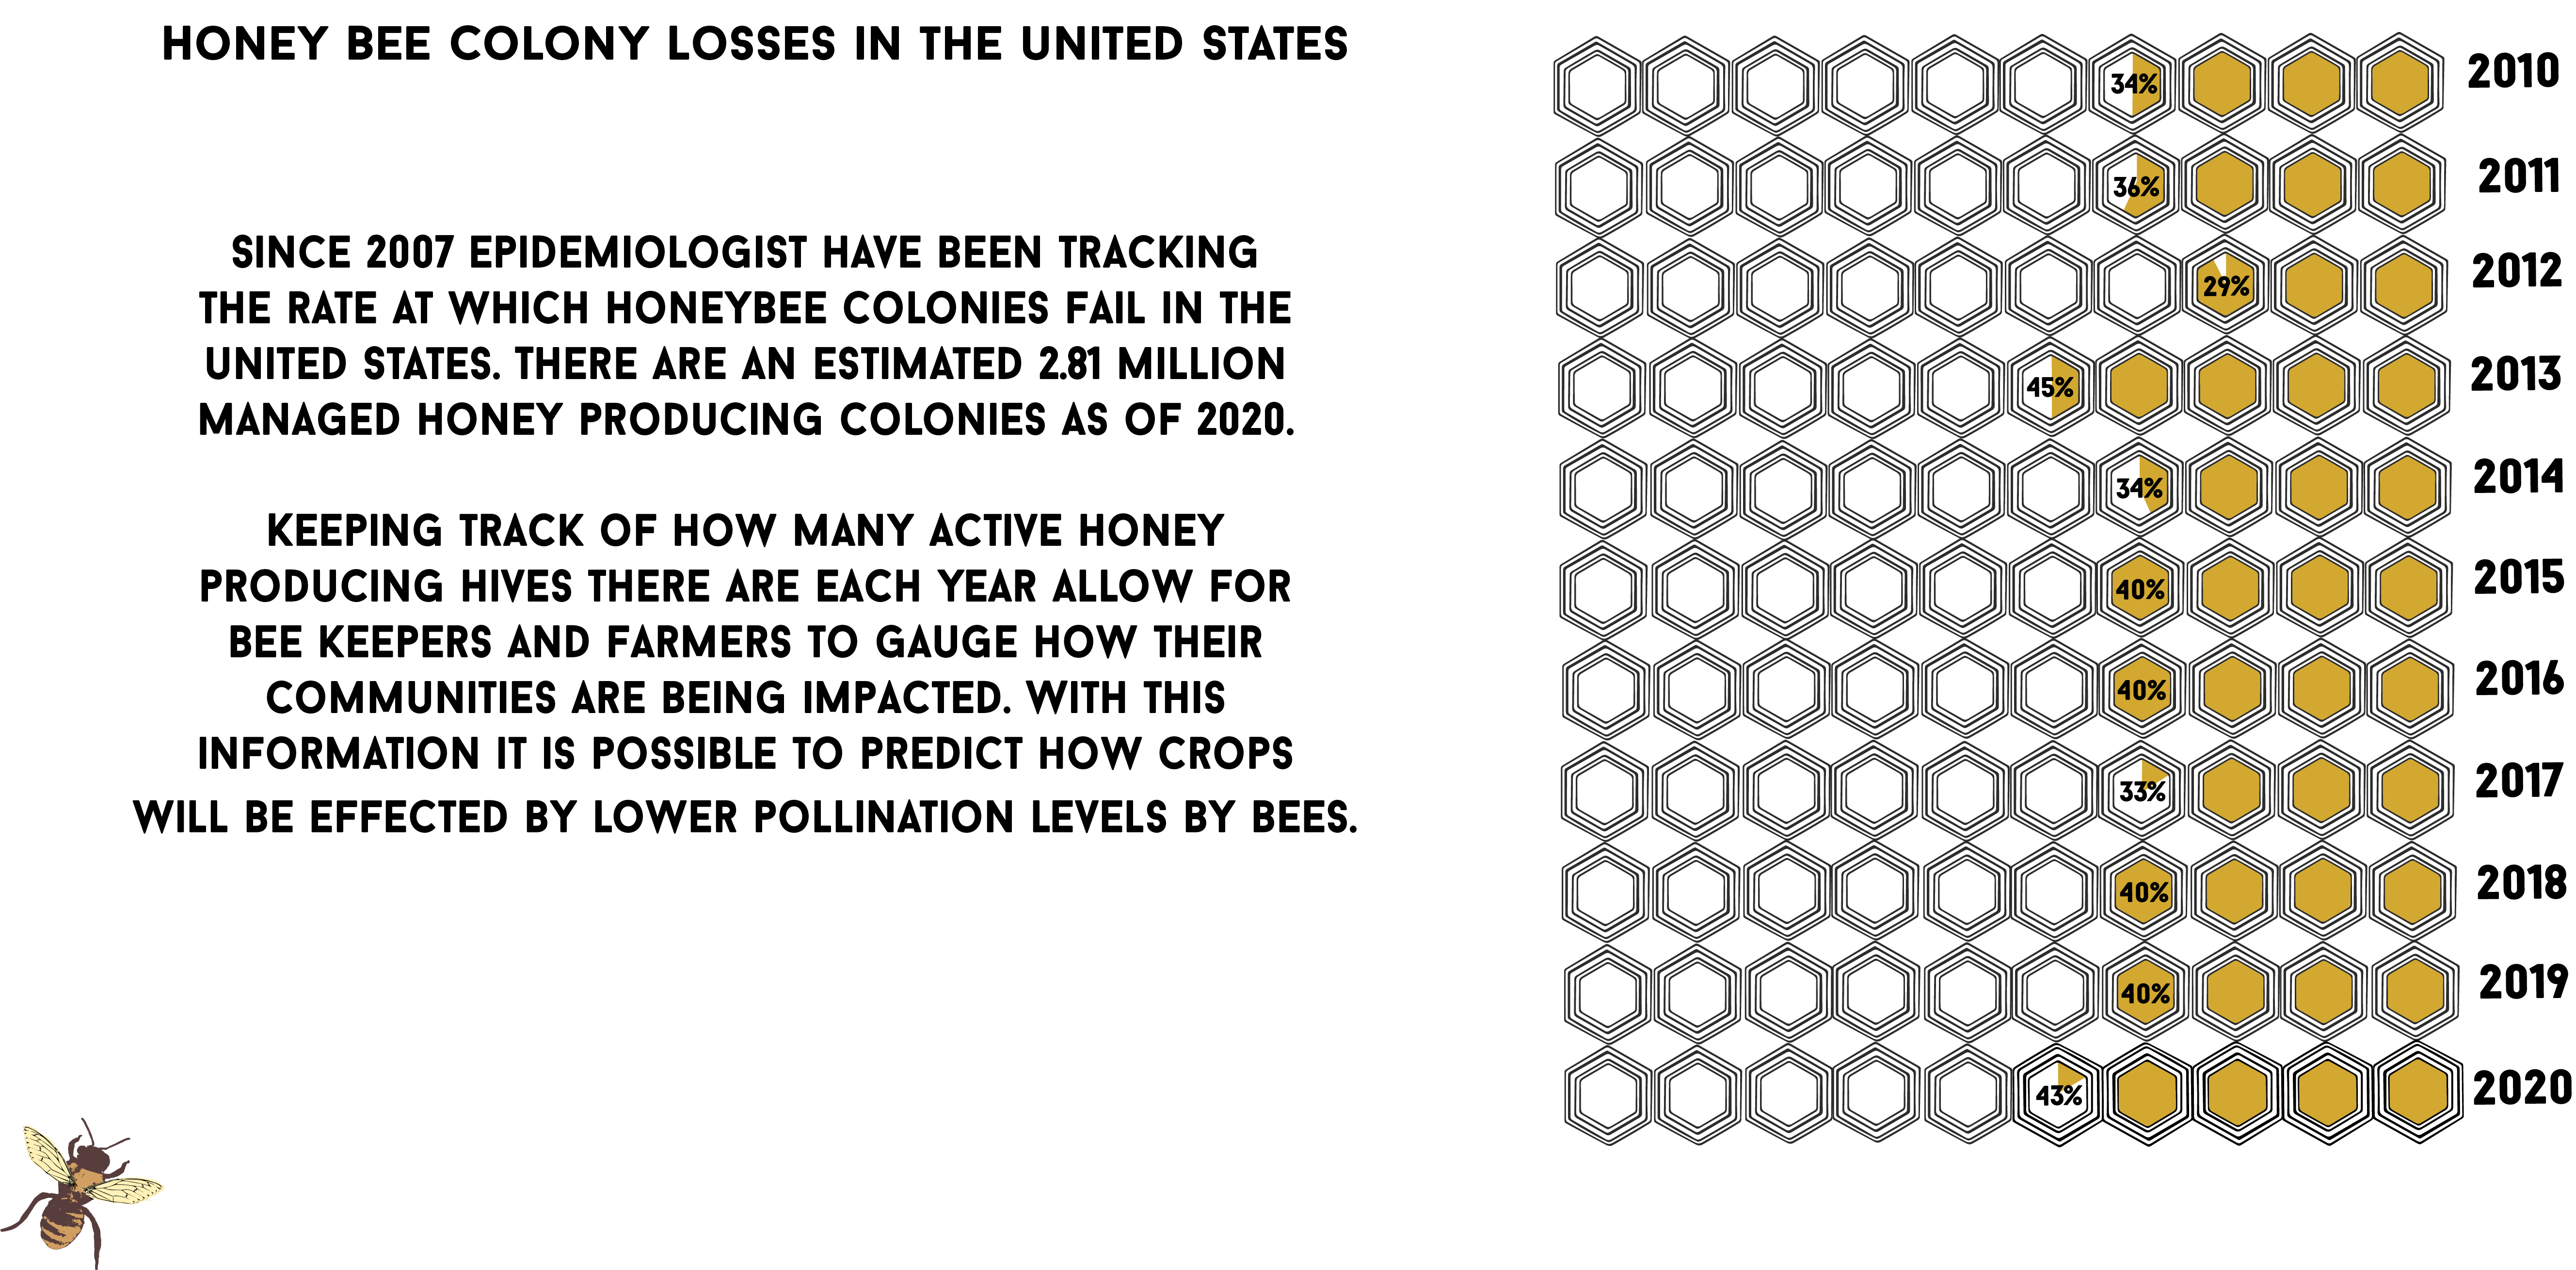 HONEY BEE COLONY LOSSES IN THE UNITED STATES
SINCE 2007 EPIDEMIOLOGIST HAVE BEEN TRACKING
THE RATE AT WHICH HONEYBEE COLONIES FAIL IN THE
UNITED STATES. THERE ARE AN ESTIMATED 2.81 MILLION
MANAGED HONEY PRODUCING COLONIES AS OF 2020.
KEEPING TRACK OF HOW MANY ACTIVE HONEY
PRODUCING HIVES THERE ARE EACH YEAR ALLOW FOR
BEE KEEPERS AND FARMERS TO GAUGE HOW THEIR
COMMUNITIES ARE BEING IMPACTED. WITH THIS
INFORMATION IT IS POSSIBLE TO PREDICT HOW CROPS
WILL BE EFFECTED BY LOWER POLLINATION LEVELS BY BEES.
34% 2010
36% 2011
29% 2012
45% 2013
34% 2014
40% 2015
40% 2016
33% 2017
40% 2018
40% 2019
43% 2020